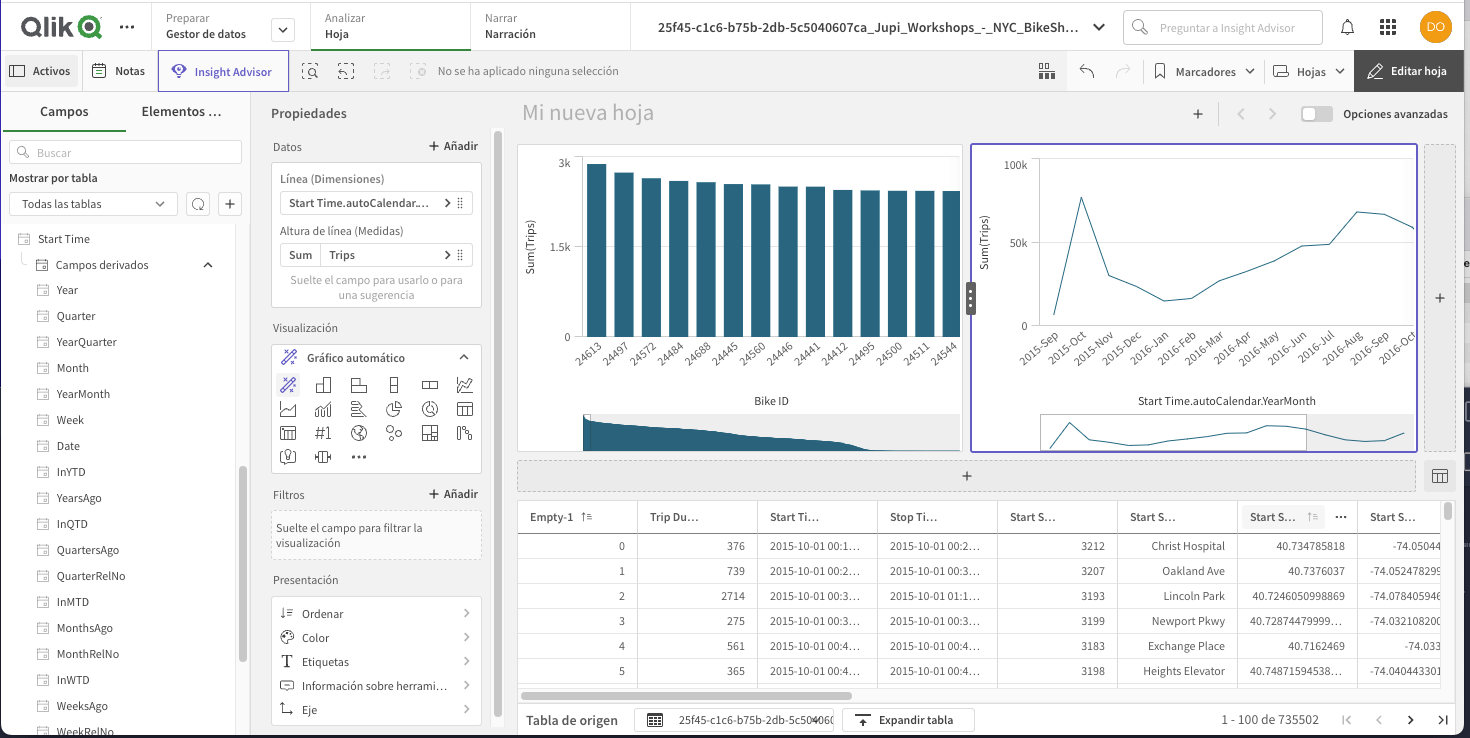 Qlik
Preparar
Gestor de datos
Analizar
Hoja
Narrar
Narración
25f45-c1c6-b75b-2db-5c5040607ca_Jupi_Workshops_-_NYC_BikeSh...
Preguntar a Insight Advisor
DO
Activos
Notas
Insight Advisor
No se ha aplicado ninguna selección
Marcadores
Hojas
Editar hoja
Campos
Elementos ...
Buscar
Mostrar por tabla
Todas las tablas
Start Time
Campos derivados
Year
Quarter
YearQuarter
Month
YearMonth
Week
Date
InYTD
YearsAgo
InQTD
QuartersAgo
QuarterRelNo
InMTD
MonthsAgo
MonthRelNo
InWTD
WeeksAgo
WeekRelNo
Propiedades
Datos
Añadir
Línea (Dimensiones)
Start Time.autoCalendar....
Altura de línea (Medidas)
Sum Trips
Suelte el campo para usarlo o para
una sugerencia
Visualización
Gráfico automático
#1
Filtros
Añadir
Suelte el campo para filtrar la
visualización
Presentación
Ordenar
Color
Etiquetas
Información sobre herrami...
Eje
Mi nueva hoja
Opciones avanzadas
Sum(Trips)
3k
1.5k
0
24613
24497
24572
24484
24688
24445
24560
24446
24441
24412
24495
24500
24511
24544
Bike ID
Sum(Trips)
100k
50k
0
2015-Sep
2015-Oct
2015-Nov
2015-Dec
2016-Jan
2016-Feb
2016-Mar
2016-Apr
2016-May
2016-Jun
2016-Jul
2016-Aug
2016-Sep
2016-Oct
Start Time.autoCalendar.YearMonth
Empty-1 Trip Du... Start Ti... Stop Ti... Start S... Start S... Start S... Start S...
0 376 2015-10-01 00:1... 2015-10-01 00:2... 3212 Christ Hospital 40.734785818 -74.05044
1 739 2015-10-01 00:2... 2015-10-01 00:3... 3207 Oakland Ave 40.7376037 -74.052478299
2 2714 2015-10-01 00:3... 2015-10-01 01:1... 3193 Lincoln Park 40.7246050998869 -74.078405946
3 275 2015-10-01 00:3... 2015-10-01 00:3... 3199 Newport Pkwy 40.72874479999... -74.032108200
4 561 2015-10-01 00:4... 2015-10-01 00:4... 3183 Exchange Place 40.7162469 -74.033
5 365 2015-10-01 00:4... 2015-10-01 00:4... 3198 Heights Elevator 40.74871594538... -74.040443301
Tabla de origen
25f45-c1c6-b75b-2db-5c504060
Expandir tabla
1 - 100 de 735502